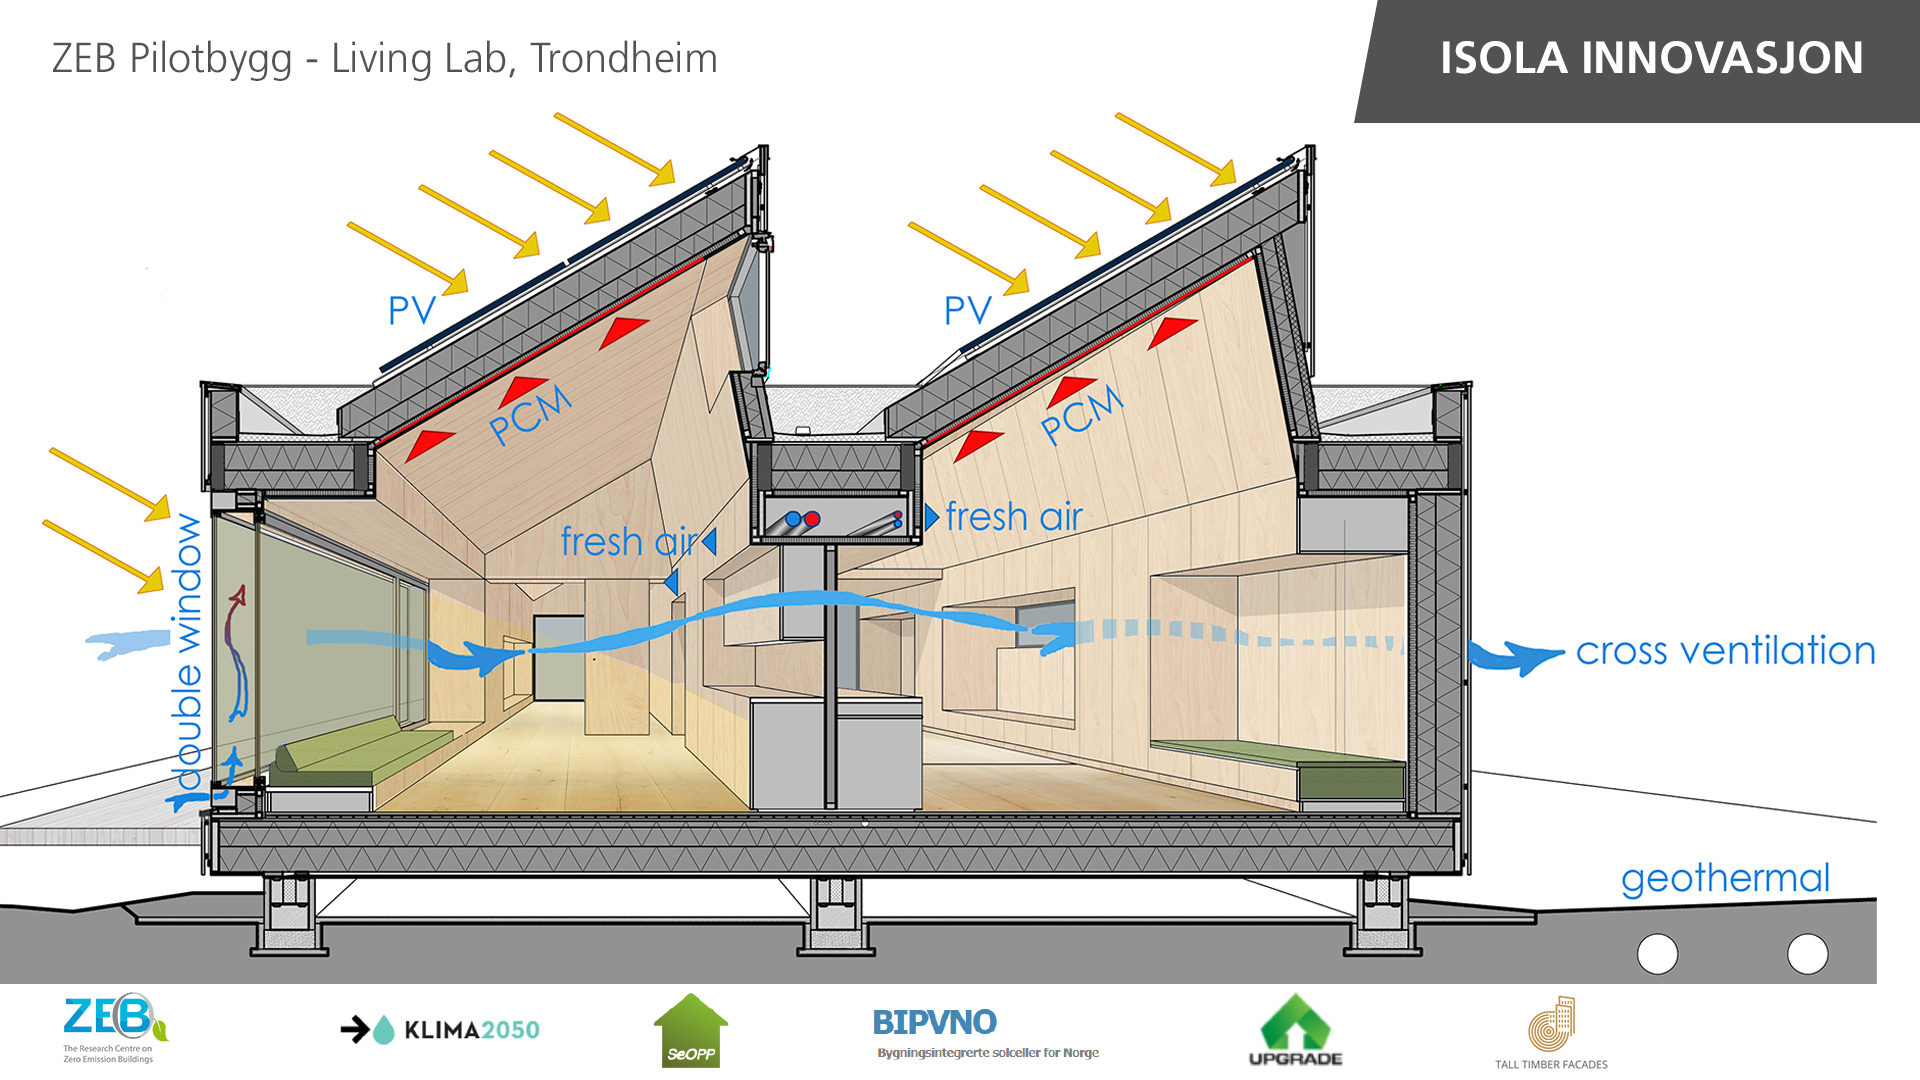 ZEB Pilotbygg - Living Lab, Trondheim
ISOLA INNOVASJON
PV
PV
PCM
PCM
fresh air
fresh air
double window
cross ventilation
geothermal
ZEB
The Research Centre on
Zero Emission Buildings
KLIMA2050
SeOPP
BIPVNO
Bygningsintegrerte solceller for Norge
UPGRADE
TALL TIMBER FACADES